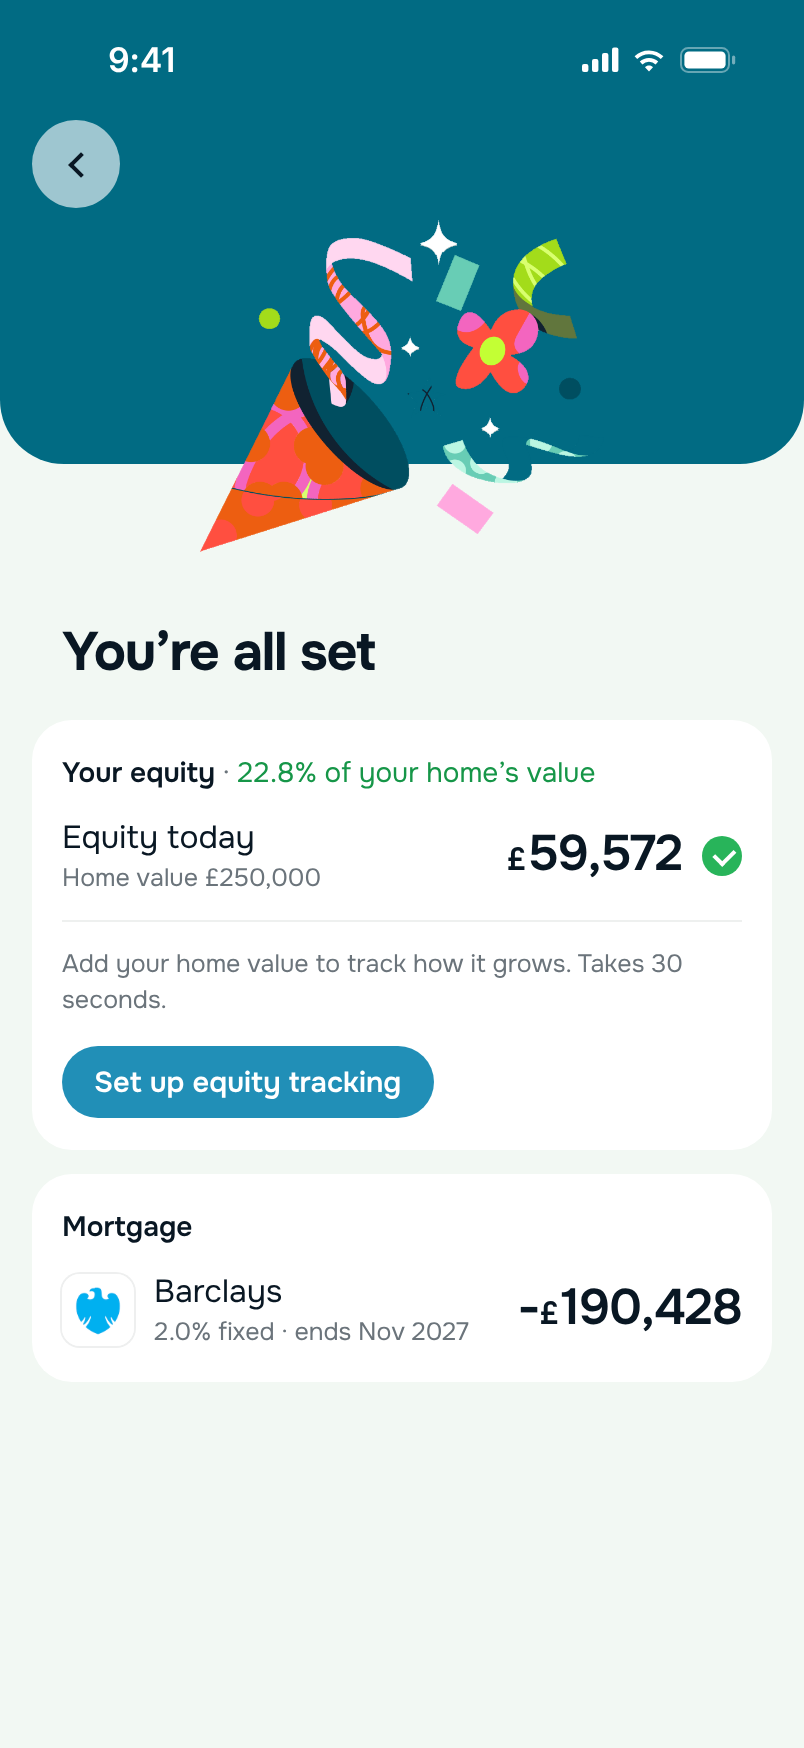 9:41
You’re all set
Your equity · 22.8% of your home’s value
Equity today
£59,572
Home value £250,000
Add your home value to track how it grows. Takes 30
seconds.
Set up equity tracking
Mortgage
Barclays
-£190,428
2.0% fixed · ends Nov 2027